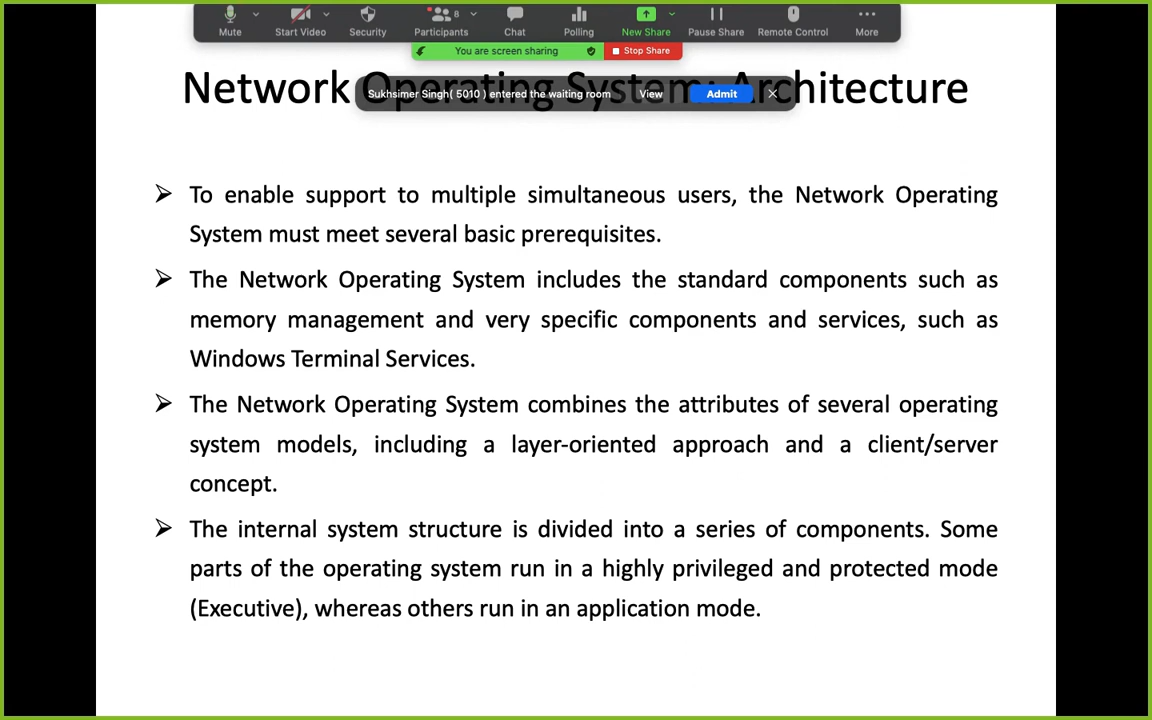 Mute
Start Video
Security
8
Participants
Chat
Polling
New Share
Pause Share
Remote Control
More
You are screen sharing
Stop Share
Network Operating System: Architecture
Sukhsimer Singh( 5010 ) entered the waiting room
View
Admit
➢ To enable support to multiple simultaneous users, the Network Operating
System must meet several basic prerequisites.
➢ The Network Operating System includes the standard components such as
memory management and very specific components and services, such as
Windows Terminal Services.
➢ The Network Operating System combines the attributes of several operating
system models, including a layer-oriented approach and a client/server
concept.
➢ The internal system structure is divided into a series of components. Some
parts of the operating system run in a highly privileged and protected mode
(Executive), whereas others run in an application mode.